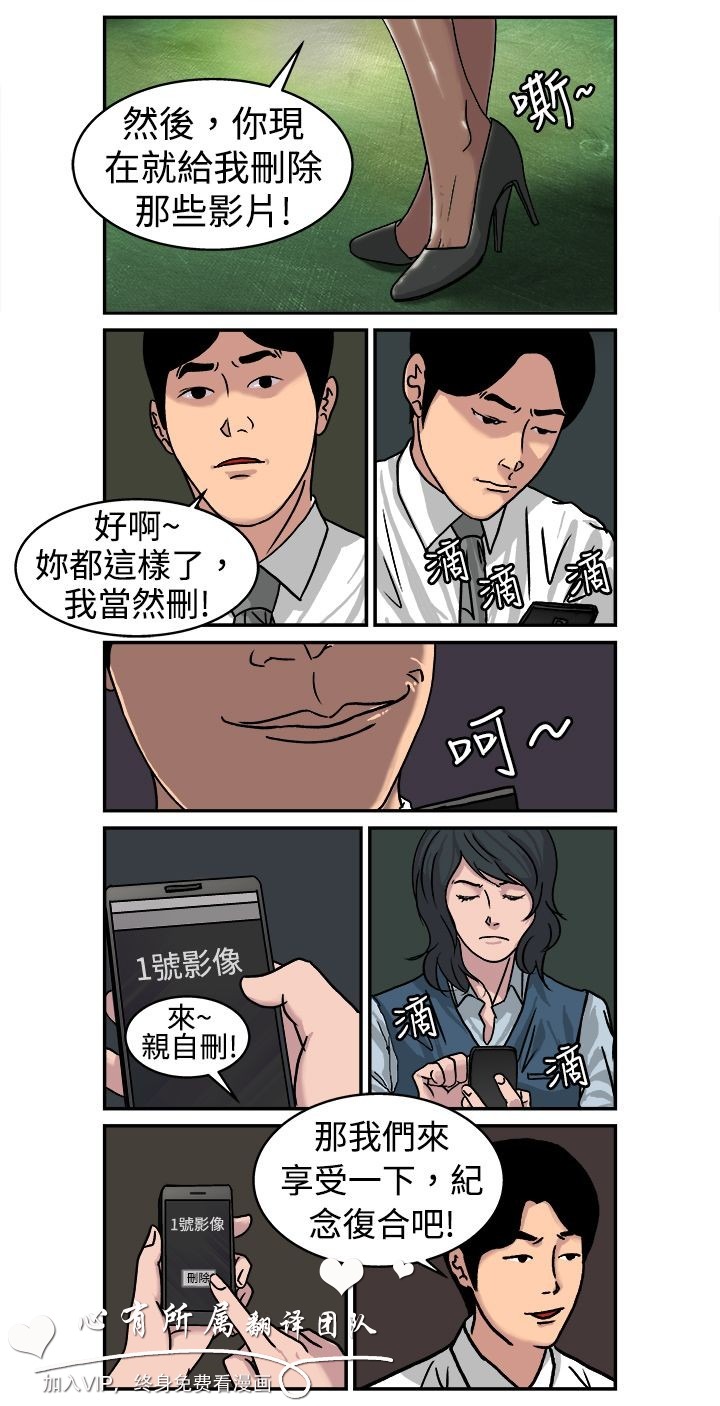 然後，你現
在就給我刪除
那些影片!
嘶~
好啊~
妳都這樣了，
我當然刪!
滴
滴
滴
呵~
1號影像
來~
親自刪!
滴
滴
那我們來
享受一下，紀
念復合吧!
1號影像
刪除
心有所属翻译团队
加入VIP，终身免费看漫画